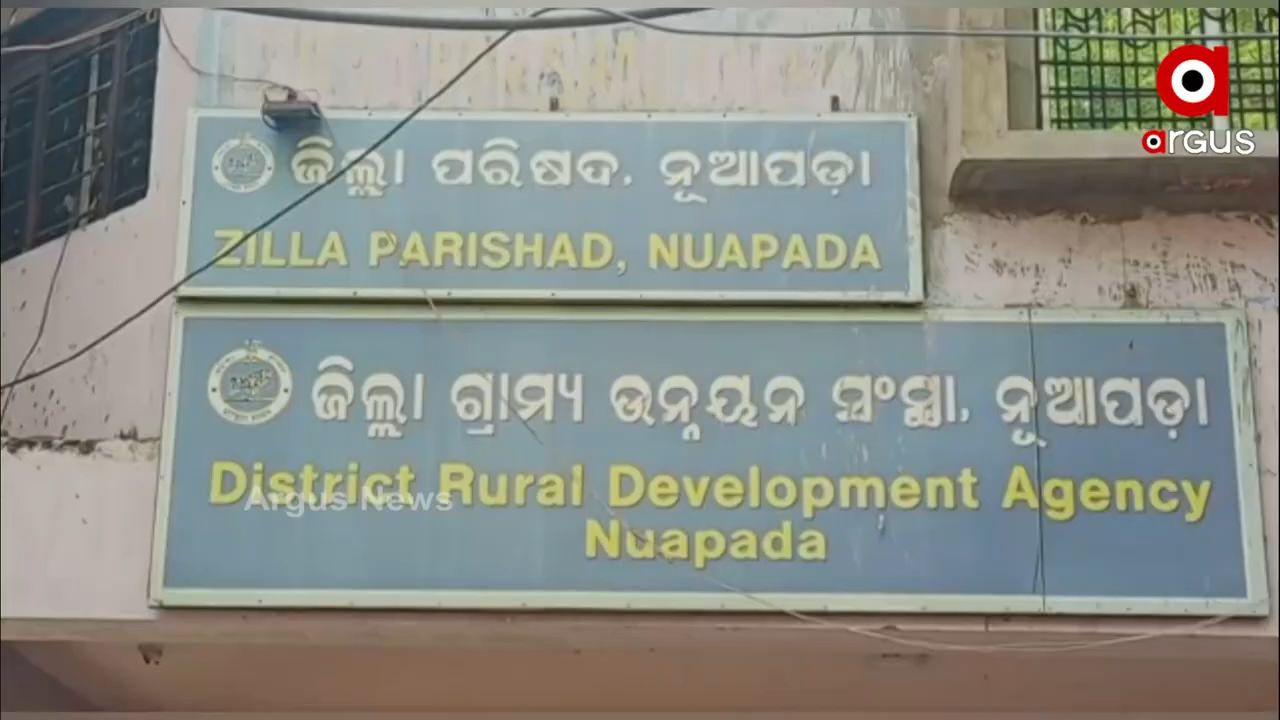 argus
ଜିଲ୍ଲା ପରିଷଦ, ନୂଆପଡ଼ା
ZILLA PARISHAD, NUAPADA
ଜିଲ୍ଲା ଗ୍ରାମ୍ୟ ଉନ୍ନୟନ ସଂସ୍ଥା, ନୂଆପଡ଼ା
District Rural Development Agency
Argus News
Nuapada